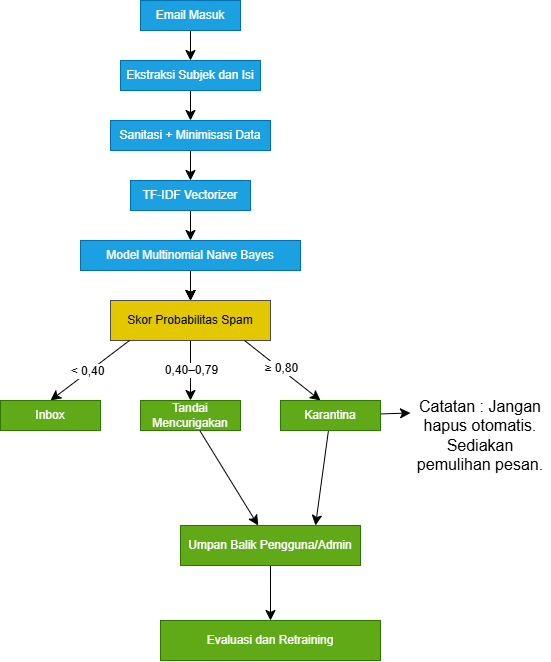 Email Masuk
Ekstraksi Subjek dan Isi
Sanitasi + Minimisasi Data
TF-IDF Vectorizer
Model Multinomial Naive Bayes
Skor Probabilitas Spam
< 0,40
0,40–0,79
≥ 0,80
Inbox
Tandai
Mencurigakan
Karantina
Catatan : Jangan
hapus otomatis.
Sediakan
pemulihan pesan.
Umpan Balik Pengguna/Admin
Evaluasi dan Retraining